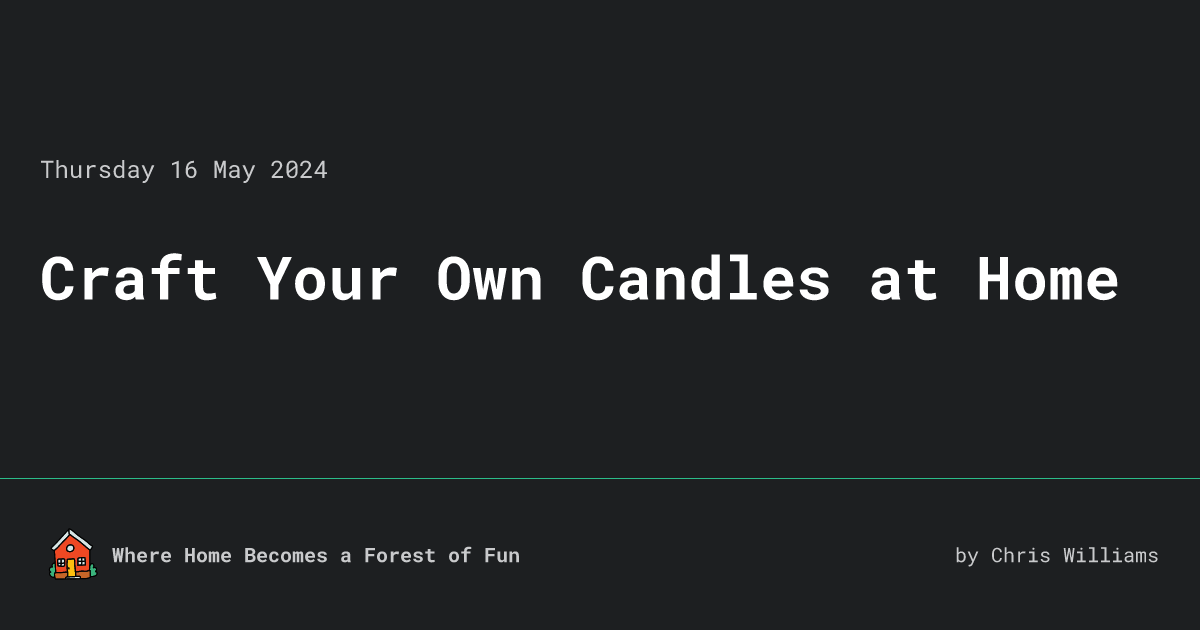 Thursday 16 May 2024
Craft Your Own Candles at Home
Where Home Becomes a Forest of Fun
by Chris Williams